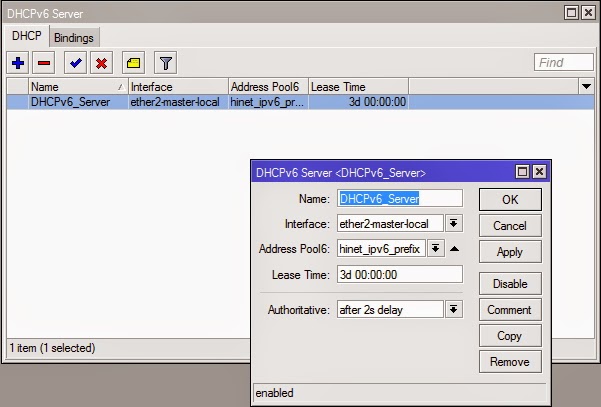 DHCPv6 Server
DHCP Bindings
Find
Name Interface Address Pool6 Lease Time
DHCPv6_Server ether2-master-local hinet_ipv6_pr... 3d 00:00:00
DHCPv6 Server <DHCPv6_Server>
Name: DHCPv6_Server
OK
Interface: ether2-master-local
Cancel
Address Pool6: hinet_ipv6_prefix
Apply
Lease Time: 3d 00:00:00
Disable
Authoritative: after 2s delay
Comment
Copy
Remove
1 item (1 selected)
enabled